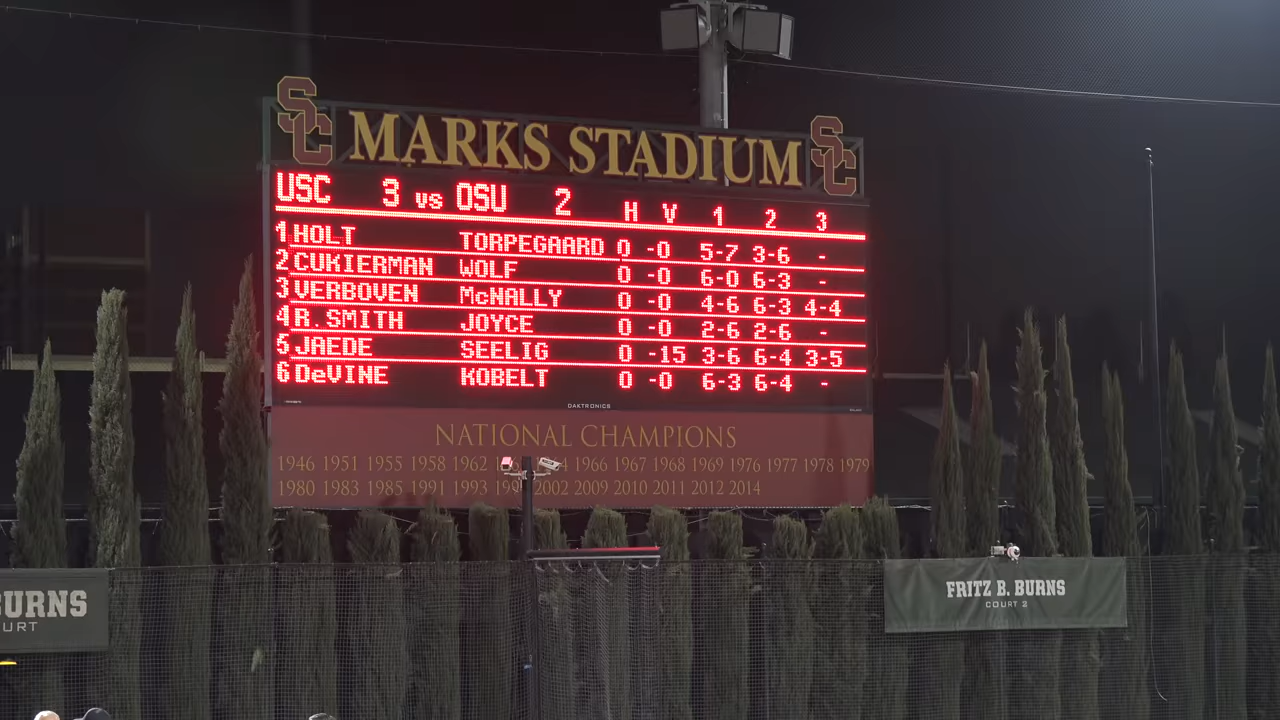 SC MARKS STADIUM SC
USC 3 vs OSU 2 H V 1 2 3
1 HOLT TORPEGAARD 0 -0 5-7 3-6 -
2 CUKIERMAN WOLF 0 -0 6-0 6-3 -
3 VERBOVEN McNALLY 0 -0 4-6 6-3 4-4
4 R.SMITH JOYCE 0 -0 2-6 2-6 -
5 JAEDE SEELIG 0 -15 3-6 6-4 3-5
6 DeVINE KOBELT 0 -0 6-3 6-4 -
DAKTRONICS
NATIONAL CHAMPIONS
1946 1951 1955 1958 1962 1966 1967 1968 1969 1976 1977 1978 1979
1980 1983 1985 1991 1993 2002 2009 2010 2011 2012 2014
BURNS
URT
FRITZ B. BURNS
COURT 2